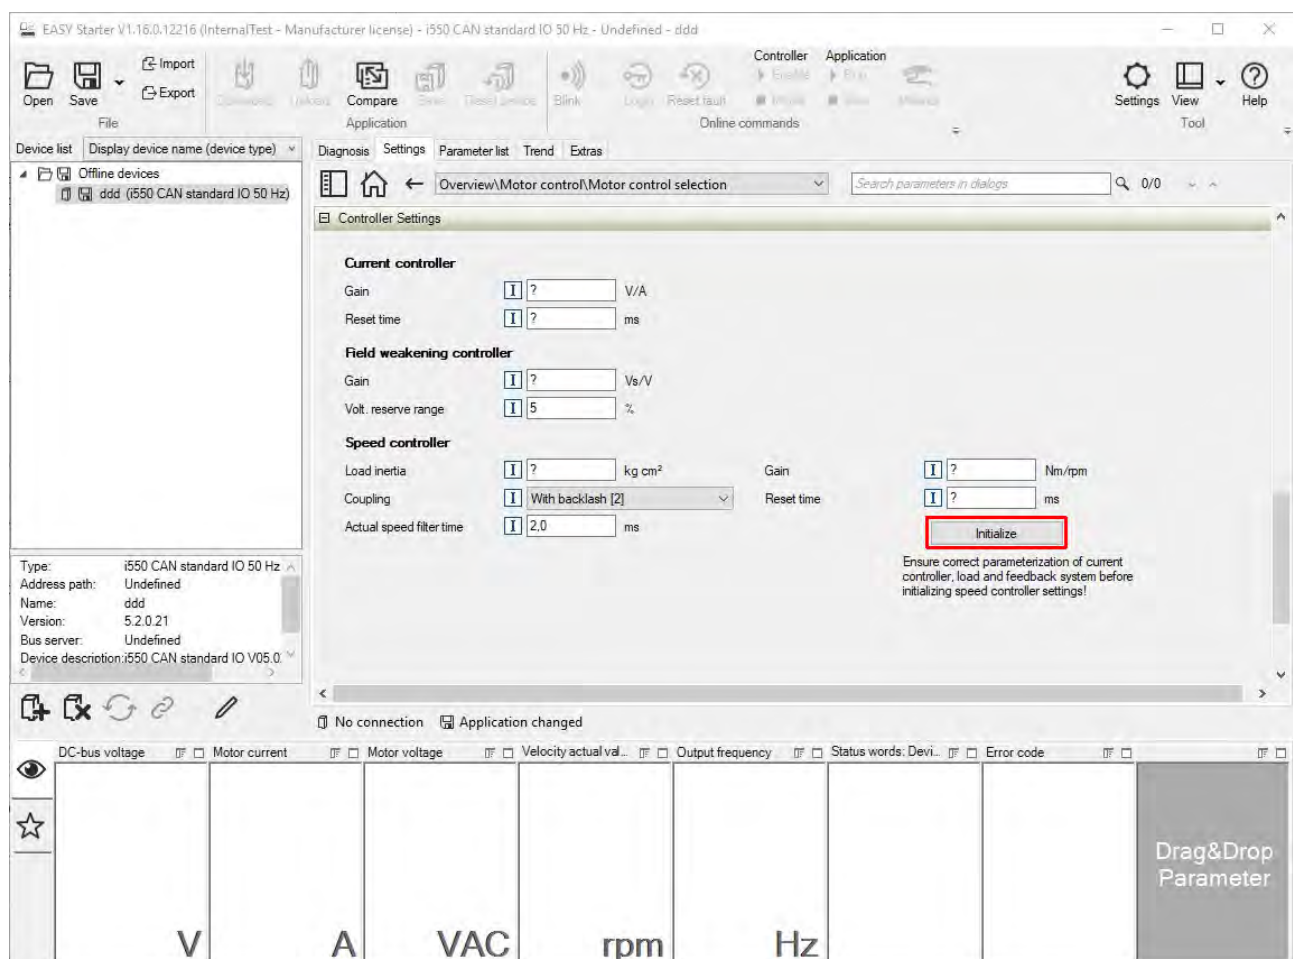 EASY Starter V1.16.0.12216 (InternalTest - Manufacturer license) - i550 CAN standard IO 50 Hz - Undefined - ddd
Open
Save
Import
Export
File
Download
Upload
Compare
Save
Reset Device
Application
Blink
Login
Reset fault
Controller
Enable
Inhibit
Application
Run
Stop
Online commands
Settings
View
Help
Tool
Device list
Display device name (device type)
Offline devices
ddd (i550 CAN standard IO 50 Hz)
Type: i550 CAN standard IO 50 Hz
Address path: Undefined
Name: ddd
Version: 5.2.0.21
Bus server: Undefined
Device description:i550 CAN standard IO V05.0.
Diagnosis Settings Parameter list Trend Extras
Overview\Motor control\Motor control selection
Search parameters in dialogs
0/0
Controller Settings
Current controller
Gain I ? V/A
Reset time I ? ms
Field weakening controller
Gain I ? Vs/V
Volt. reserve range I 5 %
Speed controller
Load inertia I ? kg cm² Gain I ? Nm/rpm
Coupling I With backlash [2] Reset time I ? ms
Actual speed filter time I 2,0 ms
Initialize
Ensure correct parameterization of current
controller, load and feedback system before
initializing speed controller settings!
No connection Application changed
DC-bus voltage
Motor current
Motor voltage
Velocity actual val...
Output frequency
Status words: Devi...
Error code
Drag&Drop
Parameter
V
A
VAC
rpm
Hz